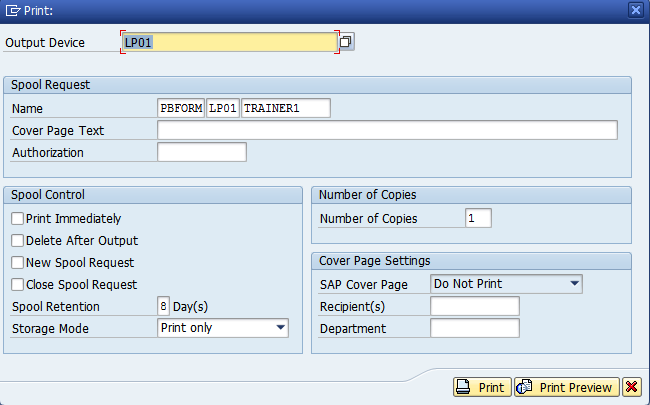 Print:
Output Device LP01
Spool Request
Name PBFORM LP01 TRAINER1
Cover Page Text
Authorization
Spool Control
Print Immediately
Delete After Output
New Spool Request
Close Spool Request
Spool Retention 8 Day(s)
Storage Mode Print only
Number of Copies
Number of Copies 1
Cover Page Settings
SAP Cover Page Do Not Print
Recipient(s)
Department
Print Print Preview